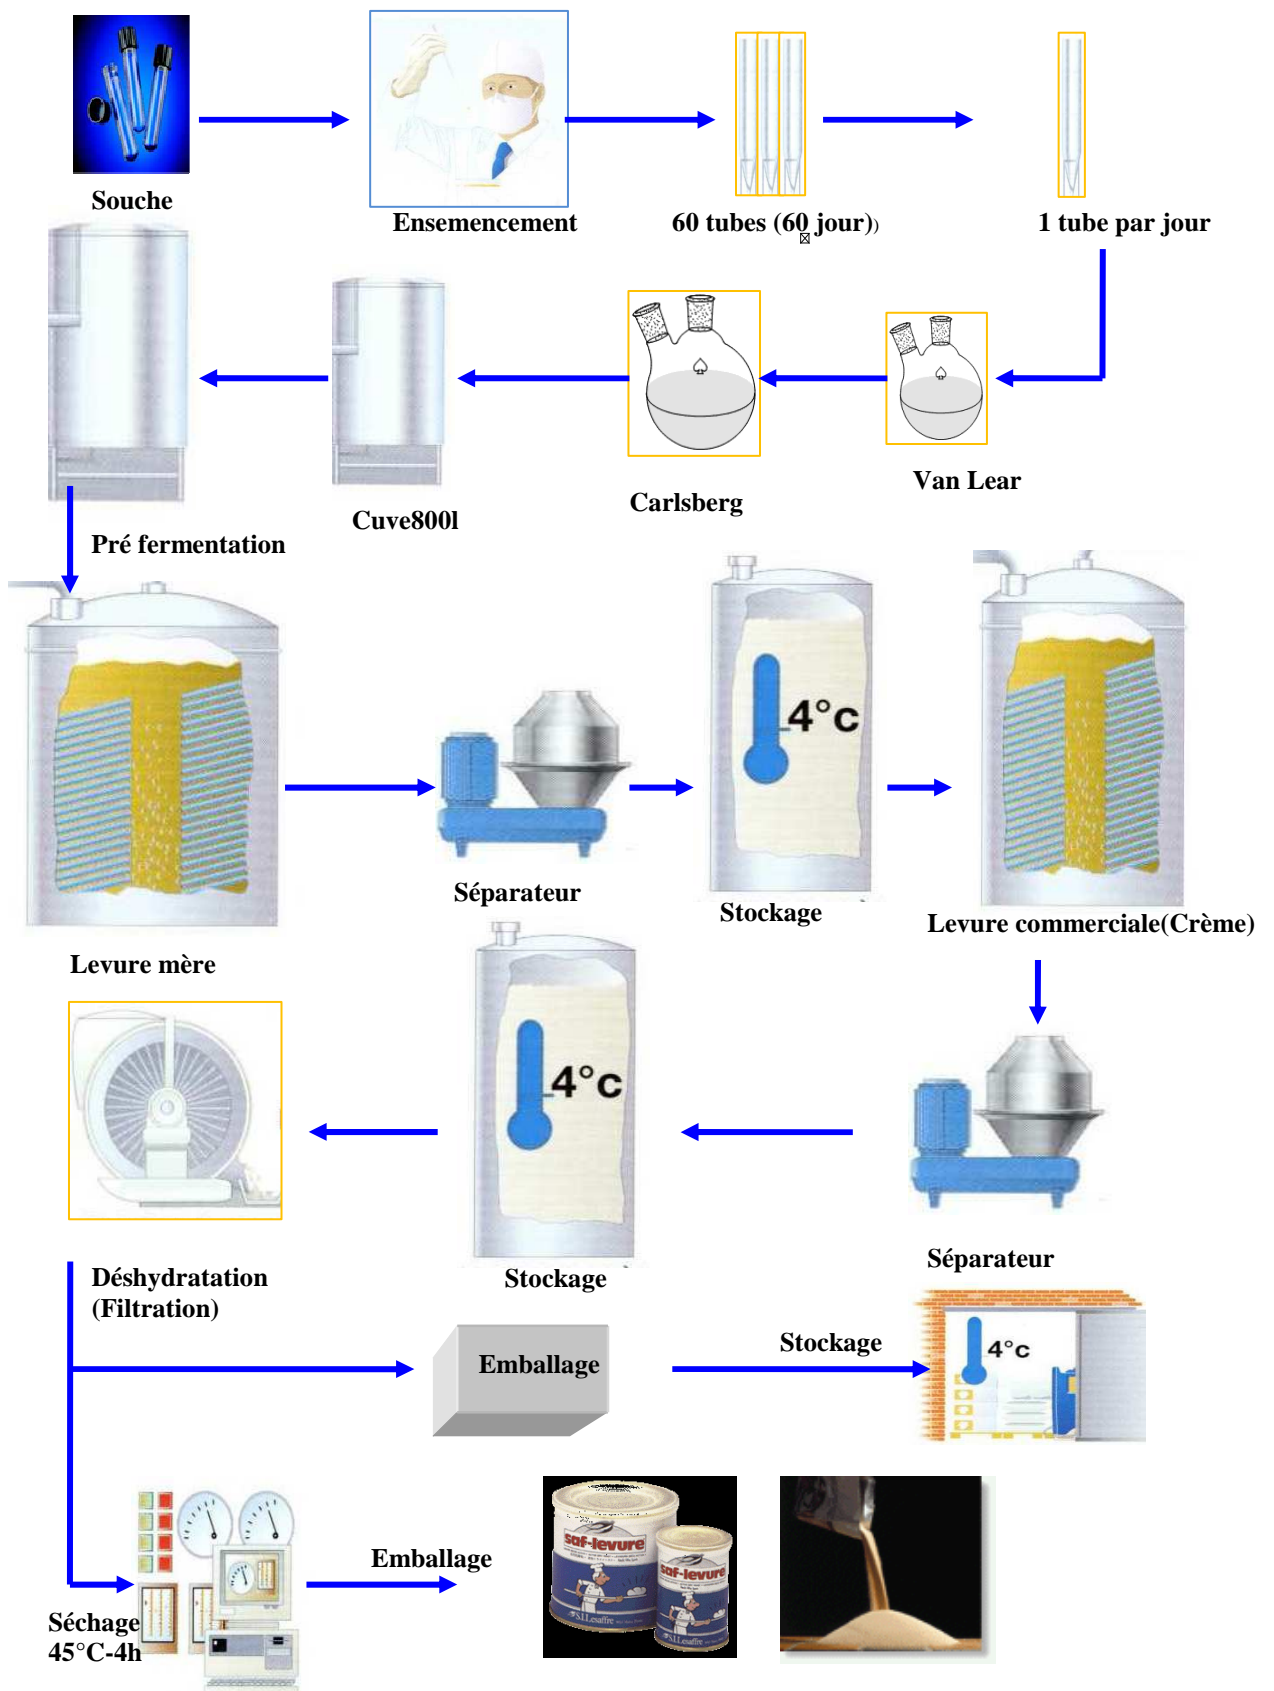 Souche
Ensemencement
60 tubes (60 jour))
1 tube par jour
Van Lear
Carlsberg
Cuve800l
Pré fermentation
4°c
Séparateur
Stockage
Levure commerciale(Crème)
Levure mère
4°c
Séparateur
Stockage
Déshydratation
(Filtration)
Emballage
Stockage
4°c
Séchage
45°C-4h
Emballage
saf-levure
S.I.Lesaffre
saf-levure
S.I.Lesaffre